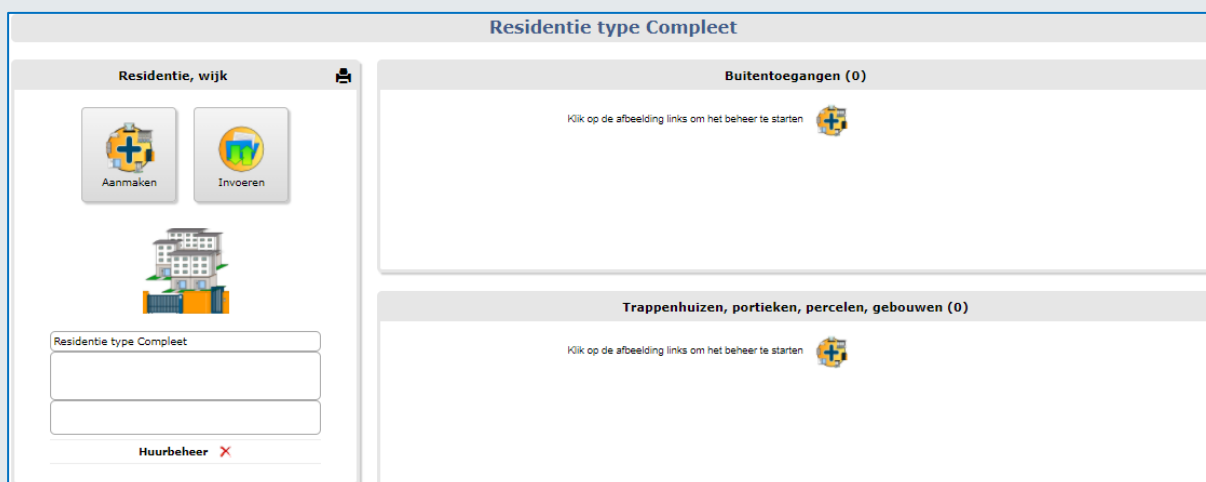 Residentie type Compleet
Residentie, wijk
Aanmaken
Invoeren
Residentie type Compleet
Huurbeheer
Buitentoegangen (0)
Klik op de afbeelding links om het beheer te starten
Trappenhuizen, portieken, percelen, gebouwen (0)
Klik op de afbeelding links om het beheer te starten